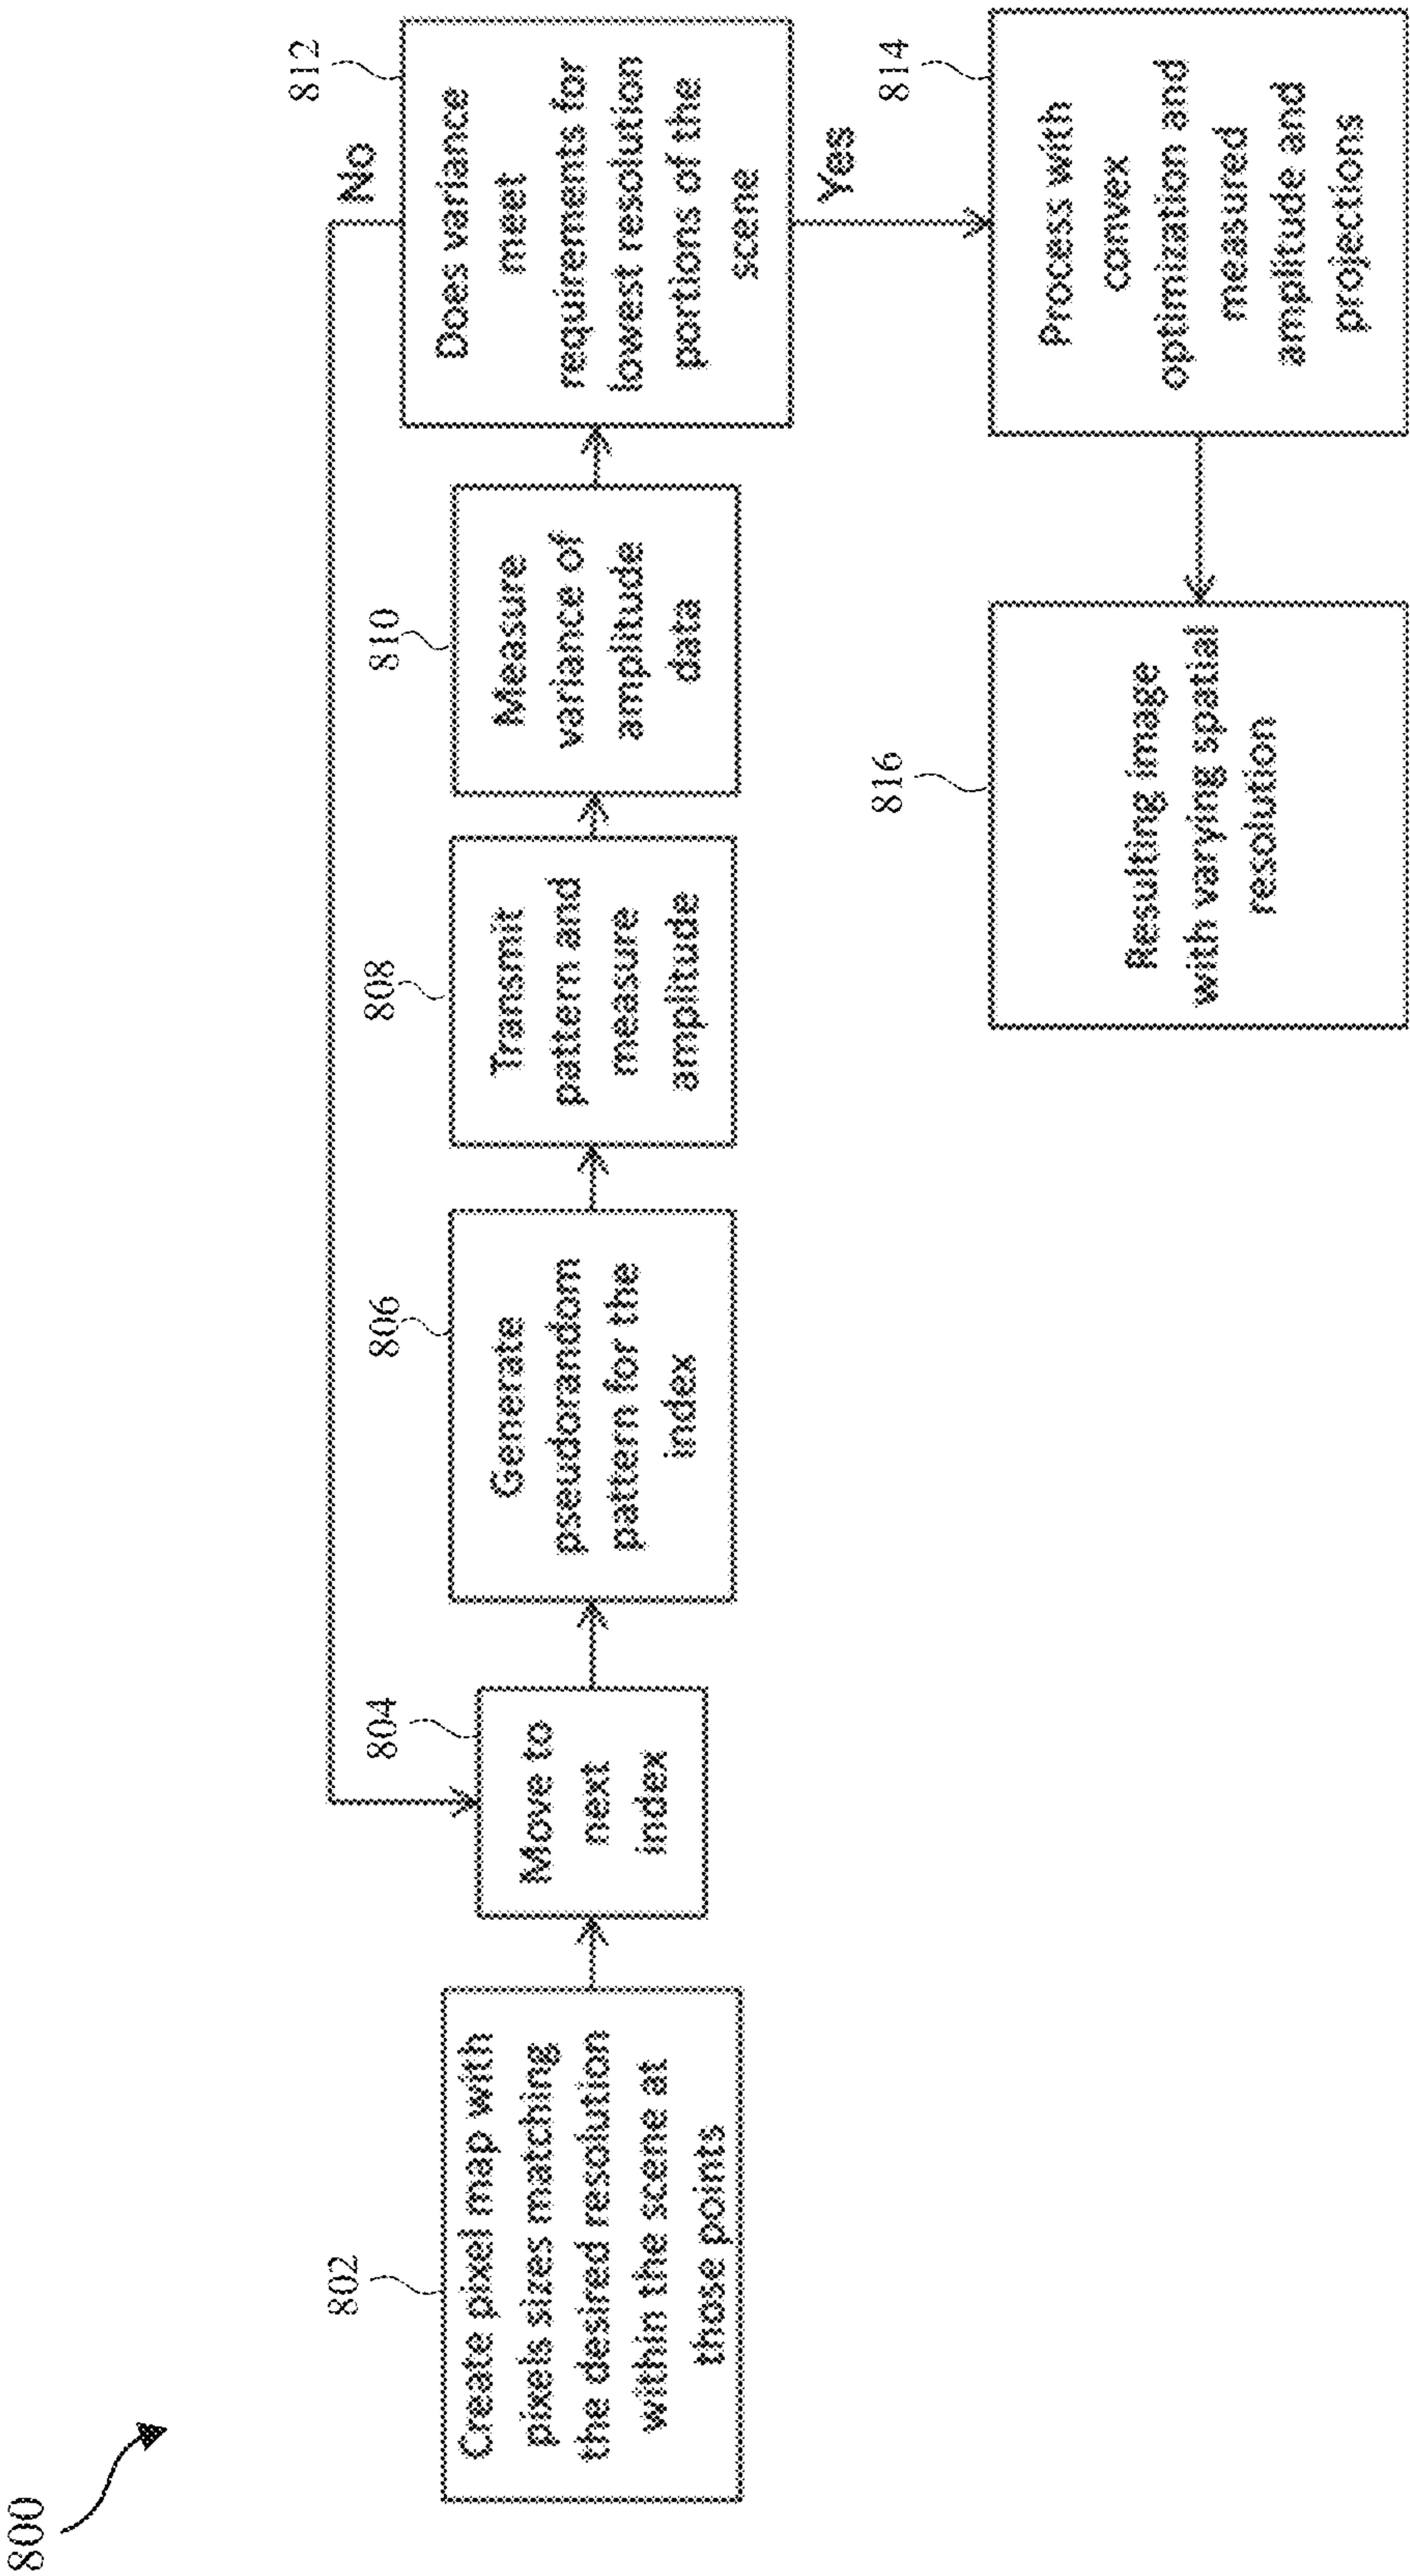 800
802
Create pixel map with
pixels sizes matching
the desired resolution
within the scene at
those points
804
Move to
next
index
806
Generate
pseudorandom
pattern for the
index
808
Transmit
pattern and
measure
amplitude
810
Measure
variance of
amplitude
data
812
Does variance
meet
requirements for
lowest resolution
portions of the
scene
No
Yes
814
Process with
convex
optimization and
measured
amplitude and
projections
816
Resulting image
with varying spatial
resolution